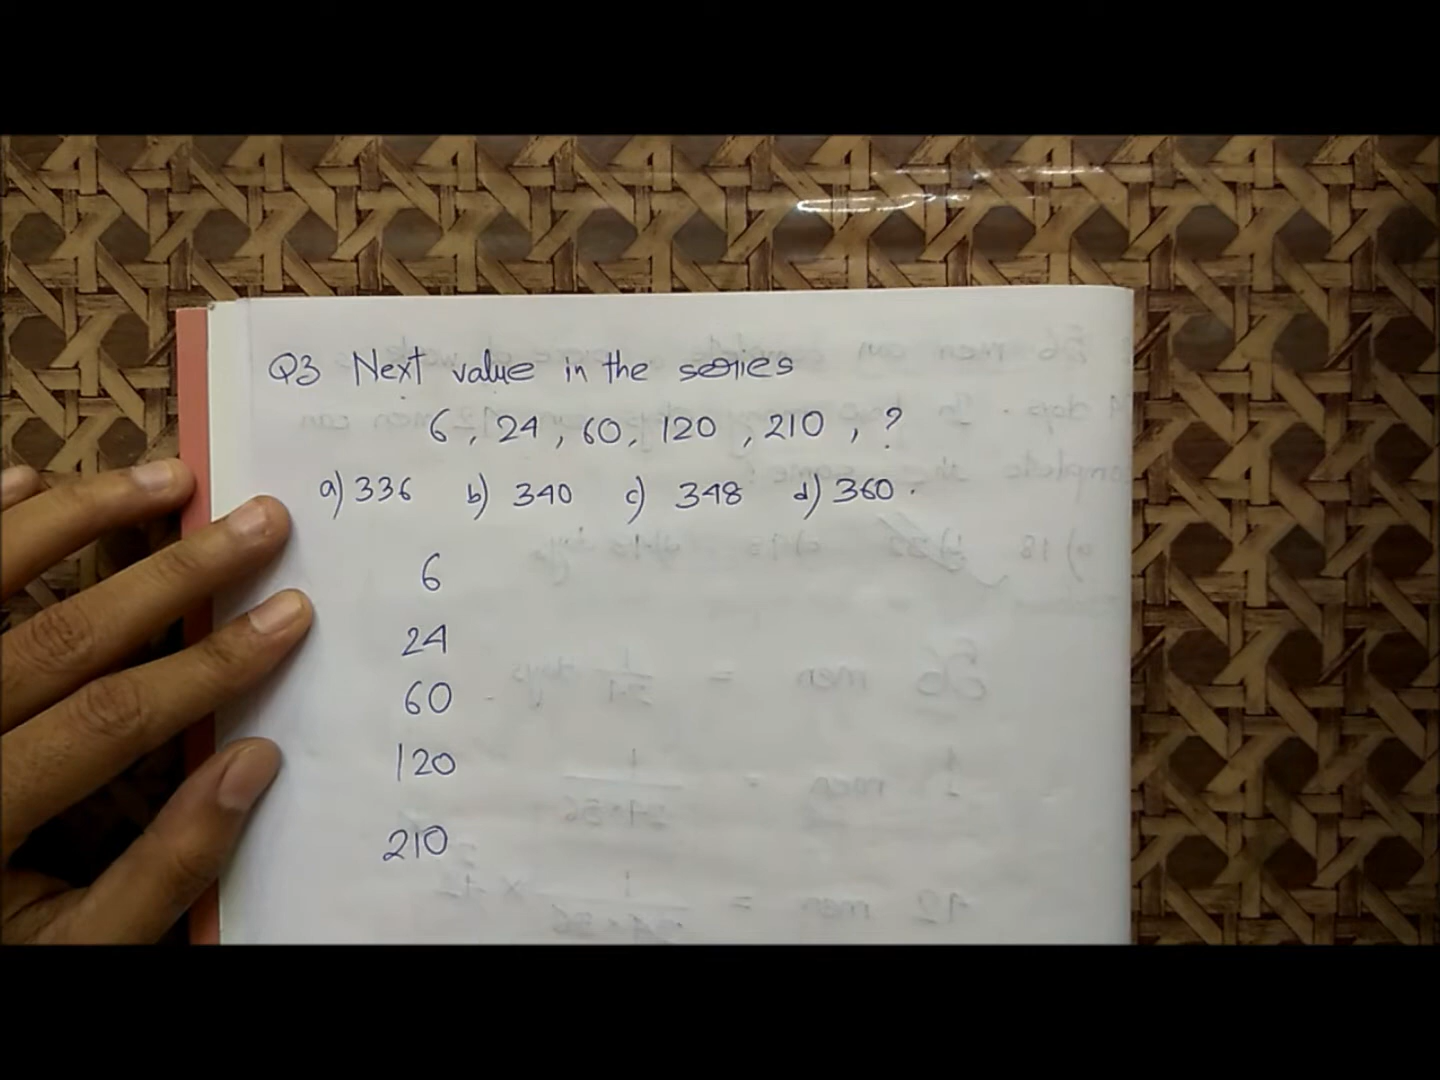 Q3 Next value in the series
6, 24, 60, 120, 210, ?
a) 336 b) 340 c) 348 d) 360.
6
24
60
120
210